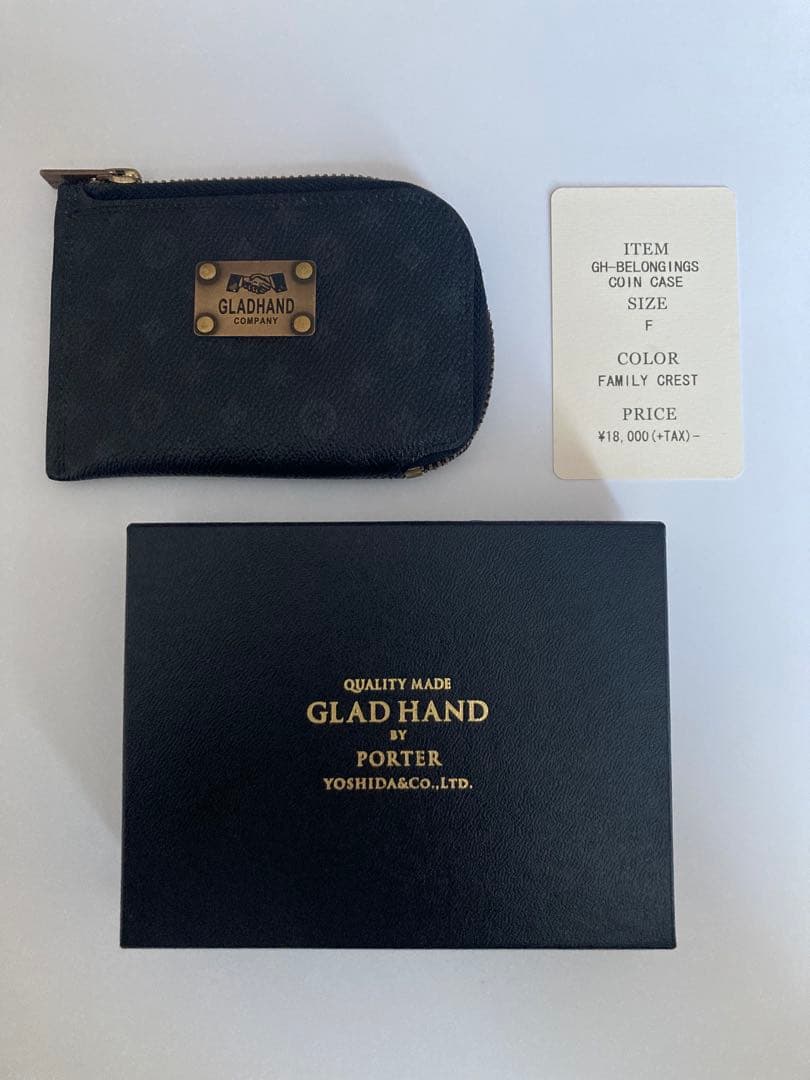 GLADHAND
COMPANY
ITEM
GH-BELONGINGS
COIN CASE
SIZE
F
COLOR
FAMILY CREST
PRICE
¥18,000(+TAX)-
QUALITY MADE
GLAD HAND
BY
PORTER
YOSHIDA&CO.,LTD.